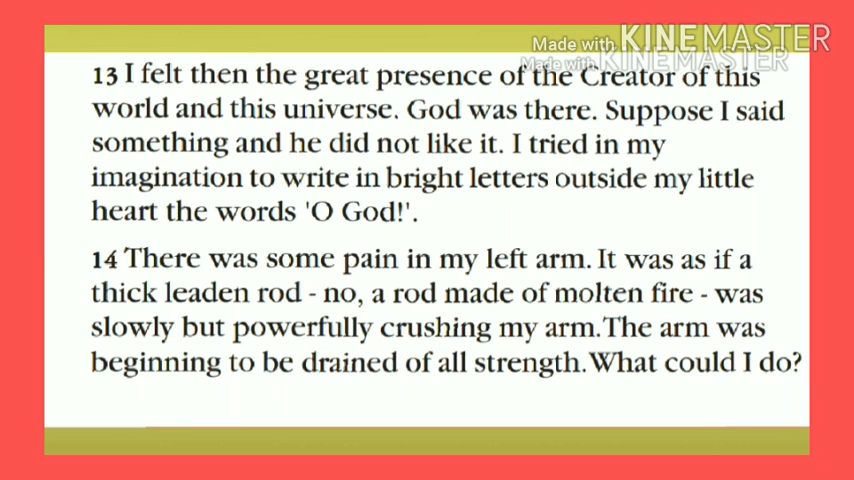 Made with KINEMASTER
Made with KINEMASTER
13 I felt then the great presence of the Creator of this
world and this universe. God was there. Suppose I said
something and he did not like it. I tried in my
imagination to write in bright letters outside my little
heart the words 'O God!'.
14 There was some pain in my left arm. It was as if a
thick leaden rod - no, a rod made of molten fire - was
slowly but powerfully crushing my arm. The arm was
beginning to be drained of all strength. What could I do?